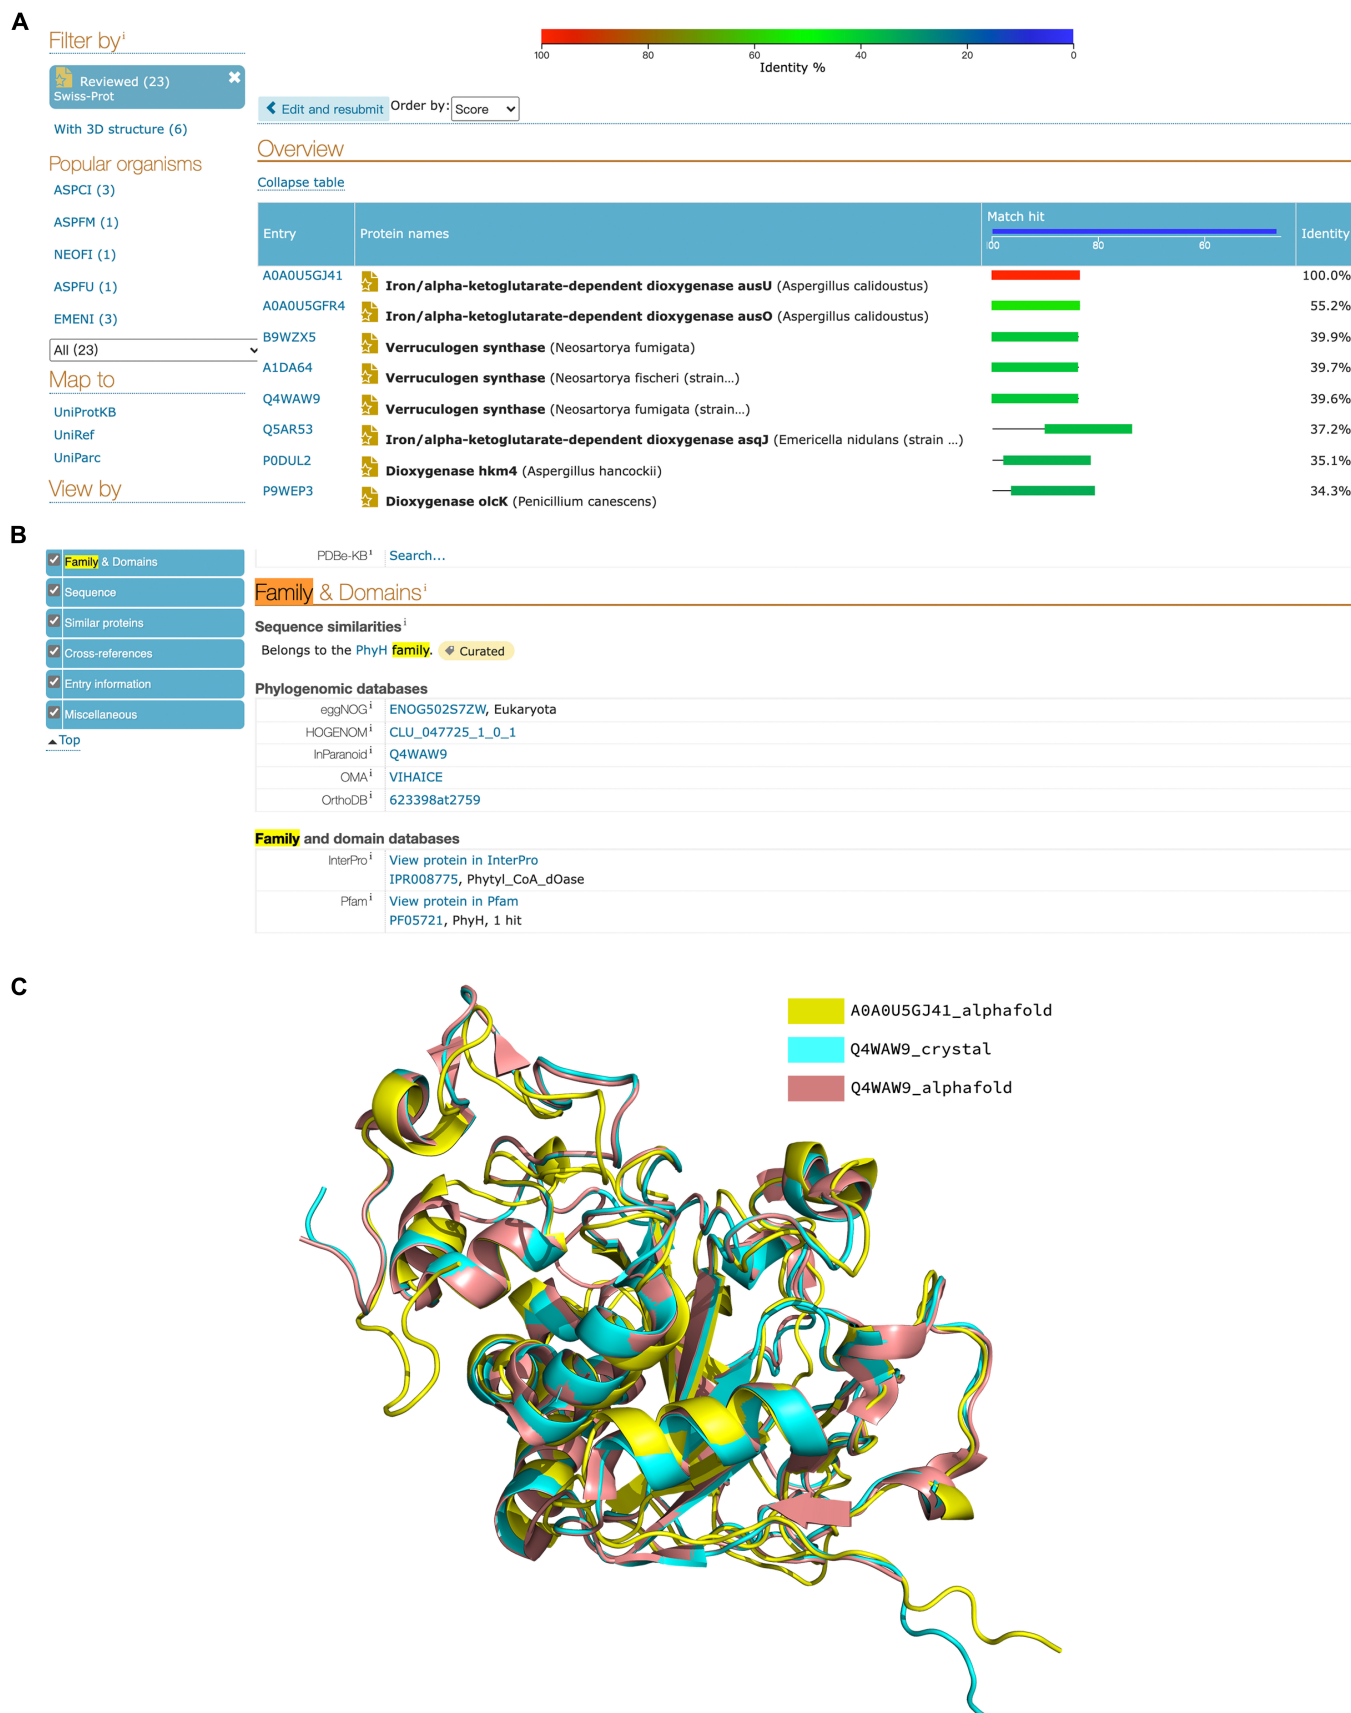 A
Filter by i
Reviewed (23)
Swiss-Prot
With 3D structure (6)
Popular organisms
ASPCI (3)
ASPFM (1)
NEOFI (1)
ASPFU (1)
EMENI (3)
All (23)
Map to
UniProtKB
UniRef
UniParc
View by
100 80 60 40 20 0
Identity %
Edit and resubmit Order by: Score
Overview
Collapse table
Entry Protein names Match hit Identity
00 80 60
A0A0U5GJ41 Iron/alpha-ketoglutarate-dependent dioxygenase ausU (Aspergillus calidoustus) 100.0%
A0A0U5GFR4 Iron/alpha-ketoglutarate-dependent dioxygenase ausO (Aspergillus calidoustus) 55.2%
B9WZX5 Verruculogen synthase (Neosartorya fumigata) 39.9%
A1DA64 Verruculogen synthase (Neosartorya fischeri (strain...) 39.7%
Q4WAW9 Verruculogen synthase (Neosartorya fumigata (strain...) 39.6%
Q5AR53 Iron/alpha-ketoglutarate-dependent dioxygenase asqJ (Emericella nidulans (strain ...) 37.2%
P0DUL2 Dioxygenase hkm4 (Aspergillus hancockii) 35.1%
P9WEP3 Dioxygenase olcK (Penicillium canescens) 34.3%
B
Family & Domains
Sequence
Similar proteins
Cross-references
Entry information
Miscellaneous
Top
PDBe-KB i Search...
Family & Domains i
Sequence similarities i
Belongs to the PhyH family. Curated
Phylogenomic databases
eggNOG i ENOG502S7ZW, Eukaryota
HOGENOM i CLU_047725_1_0_1
InParanoid i Q4WAW9
OMA i VIHAICE
OrthoDB i 623398at2759
Family and domain databases
InterPro i View protein in InterPro
IPR008775, Phytyl_CoA_dOase
Pfam i View protein in Pfam
PF05721, PhyH, 1 hit
C
A0A0U5GJ41_alphafold
Q4WAW9_crystal
Q4WAW9_alphafold